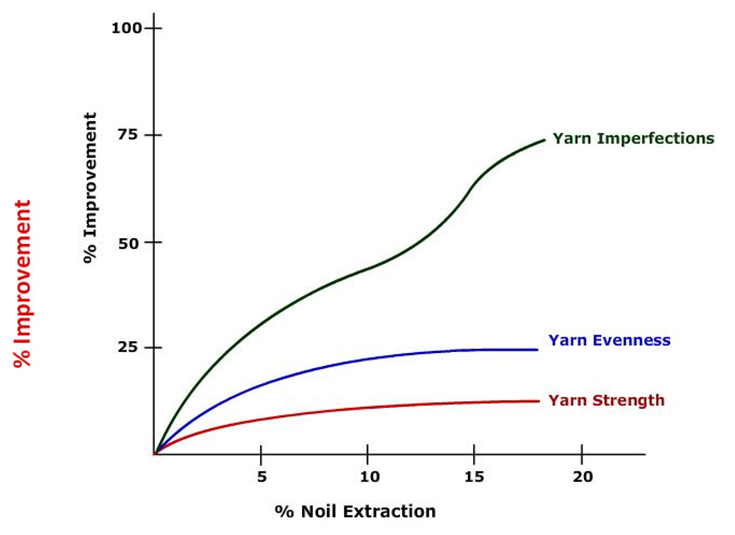 100
75
50
25
% Improvement
% Improvement
Yarn Imperfections
Yarn Evenness
Yarn Strength
5 10 15 20
% Noil Extraction